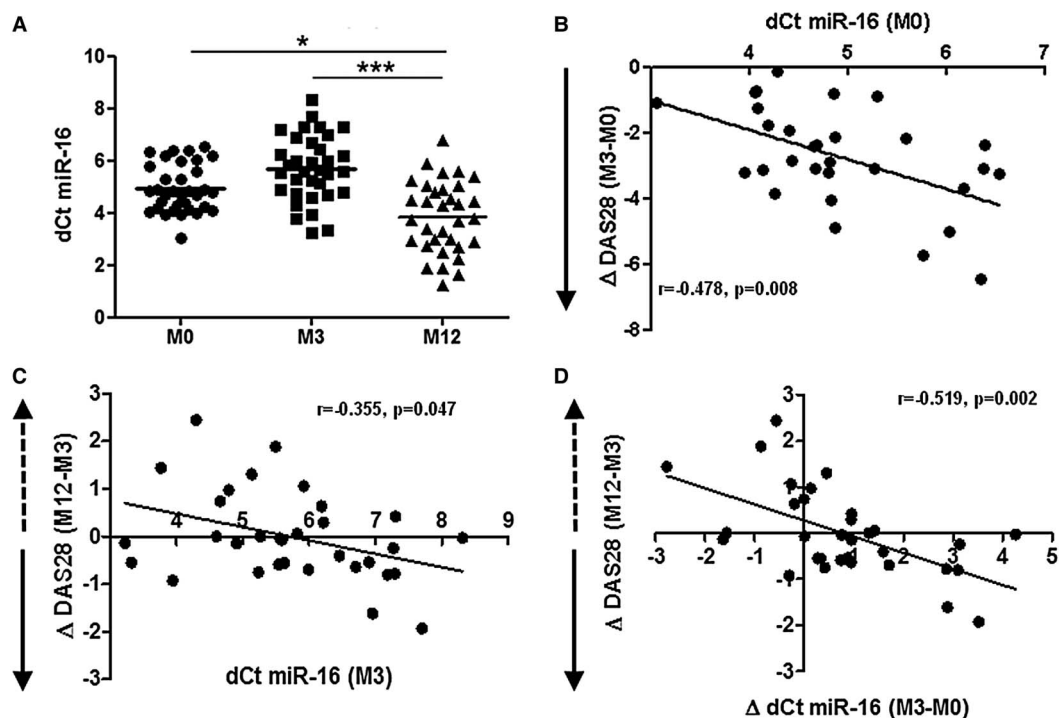 A
*
***
10
8
6
4
2
0
dCt miR-16
M0
M3
M12
B
dCt miR-16 (M0)
4
5
6
7
0
-2
-4
-6
-8
Δ DAS28 (M3-M0)
r=-0.478, p=0.008
C
3
2
1
0
-1
-2
-3
4
5
6
7
8
9
Δ DAS28 (M12-M3)
r=-0.355, p=0.047
dCt miR-16 (M3)
D
3
2
1
0
-1
-2
-3
-3
-2
-1
1
2
3
4
5
Δ DAS28 (M12-M3)
r=-0.519, p=0.002
Δ dCt miR-16 (M3-M0)